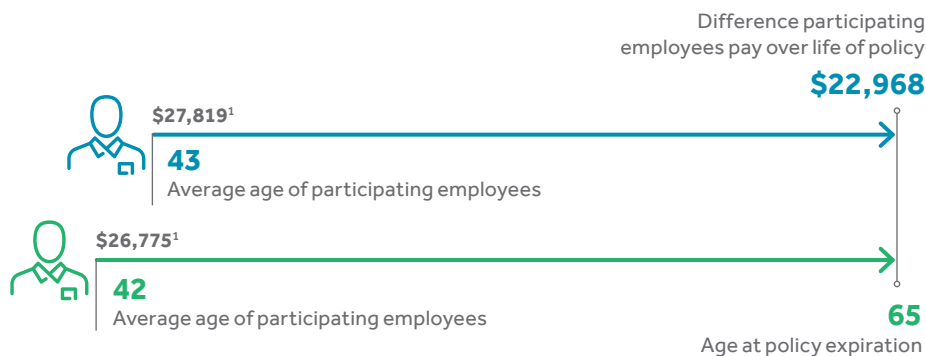 Difference participating
employees pay over life of policy
$22,968
$27,819¹
43
Average age of participating employees
$26,775¹
42
Average age of participating employees
65
Age at policy expiration